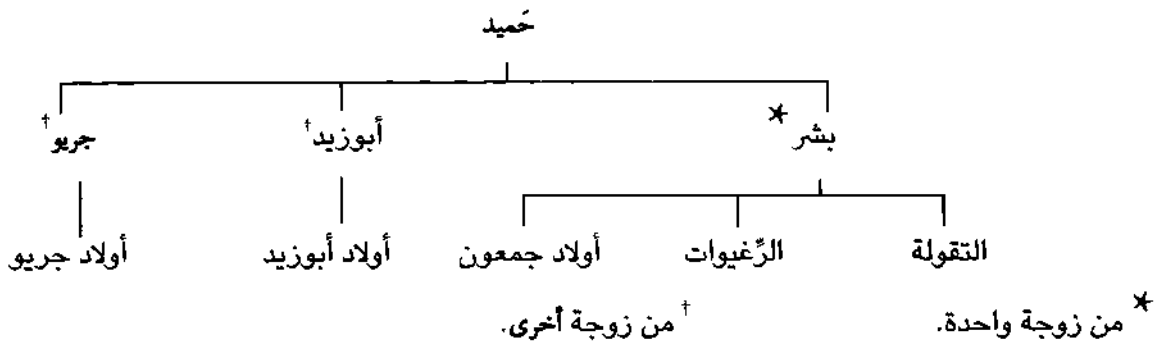 حَميد
بشر * أبوزيد† جريو†
التقولة الرِّغيوات أولاد جمعون أولاد أبوزيد أولاد جريو
* من زوجة واحدة. † من زوجة أخرى.